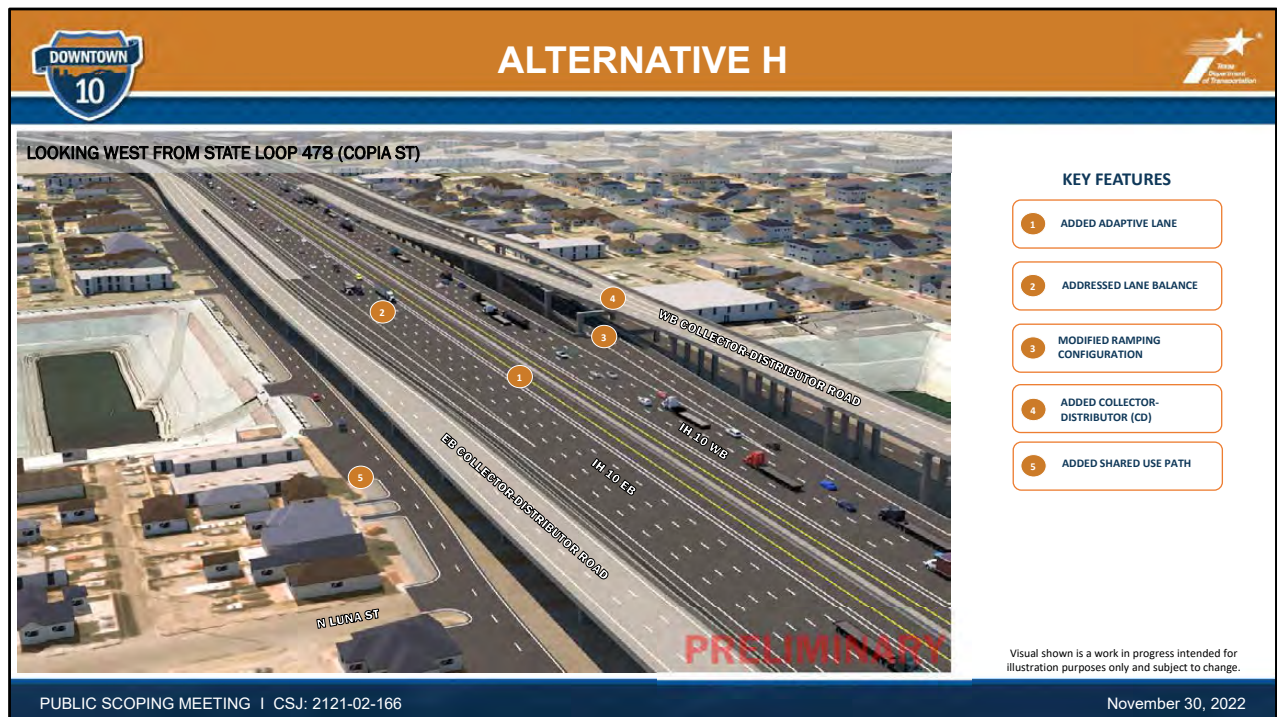 DOWNTOWN
10
ALTERNATIVE H
Texas
Department
of Transportation
LOOKING WEST FROM STATE LOOP 478 (COPIA ST)
4
WB COLLECTOR-DISTRIBUTOR ROAD
2
3
1
IH 10 WB
IH 10 EB
EB COLLECTOR-DISTRIBUTOR ROAD
5
N LUNA ST
PRELIMINARY
KEY FEATURES
1 ADDED ADAPTIVE LANE
2 ADDRESSED LANE BALANCE
3 MODIFIED RAMPING
CONFIGURATION
4 ADDED COLLECTOR-
DISTRIBUTOR (CD)
5 ADDED SHARED USE PATH
Visual shown is a work in progress intended for
illustration purposes only and subject to change.
PUBLIC SCOPING MEETING I CSJ: 2121-02-166
November 30, 2022